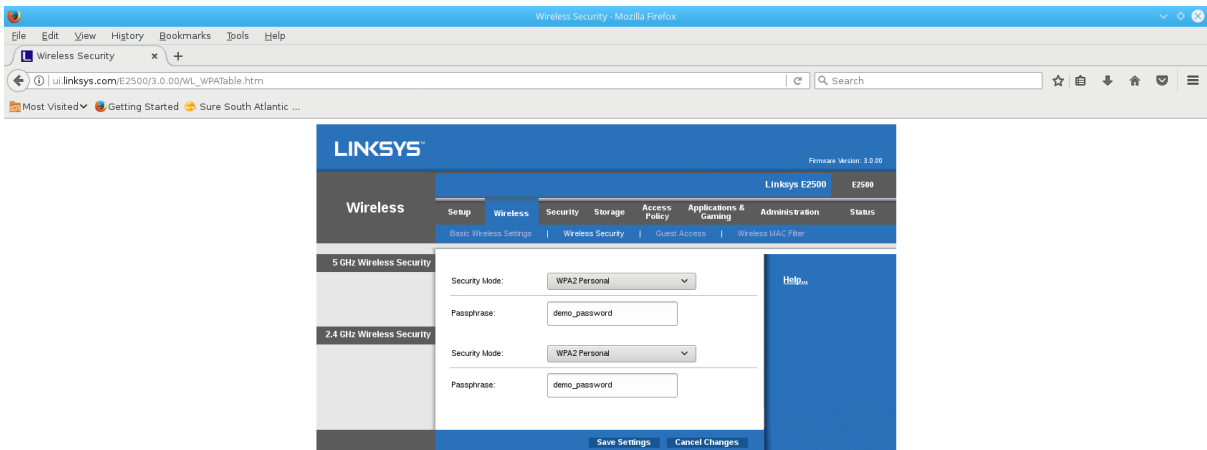 Wireless Security - Mozilla Firefox
File Edit View History Bookmarks Tools Help
Wireless Security
ui.linksys.com/E2500/3.0.00/WL_WPATable.htm
Search
Most Visited Getting Started Sure South Atlantic ...
LINKSYS™
Firmware Version: 3.0.00
Linksys E2500 E2500
Wireless
Setup Wireless Security Storage Access Policy Applications & Gaming Administration Status
Basic Wireless Settings | Wireless Security | Guest Access | Wireless MAC Filter
5 GHz Wireless Security
Security Mode: WPA2 Personal
Help...
Passphrase: demo_password
2.4 GHz Wireless Security
Security Mode: WPA2 Personal
Passphrase: demo_password
Save Settings Cancel Changes